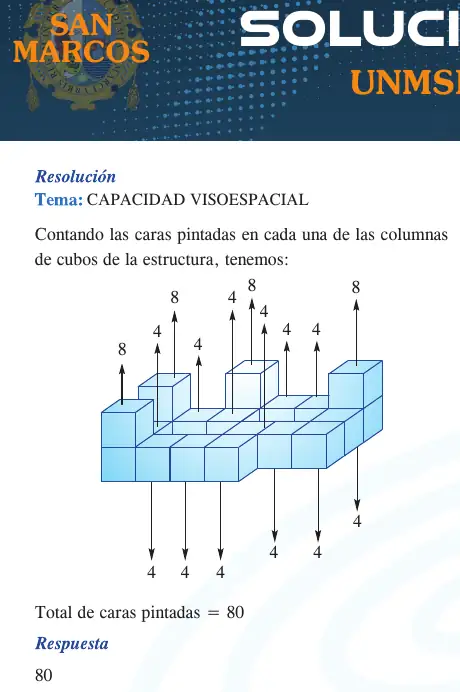 SAN
MARCOS
SOLUCI
UNMS
Resolución
Tema: CAPACIDAD VISOESPACIAL
Contando las caras pintadas en cada una de las columnas
de cubos de la estructura, tenemos:
8 4 8 8
4 4 4 4
8 4
4
4 4
4 4 4
Total de caras pintadas = 80
Respuesta
80